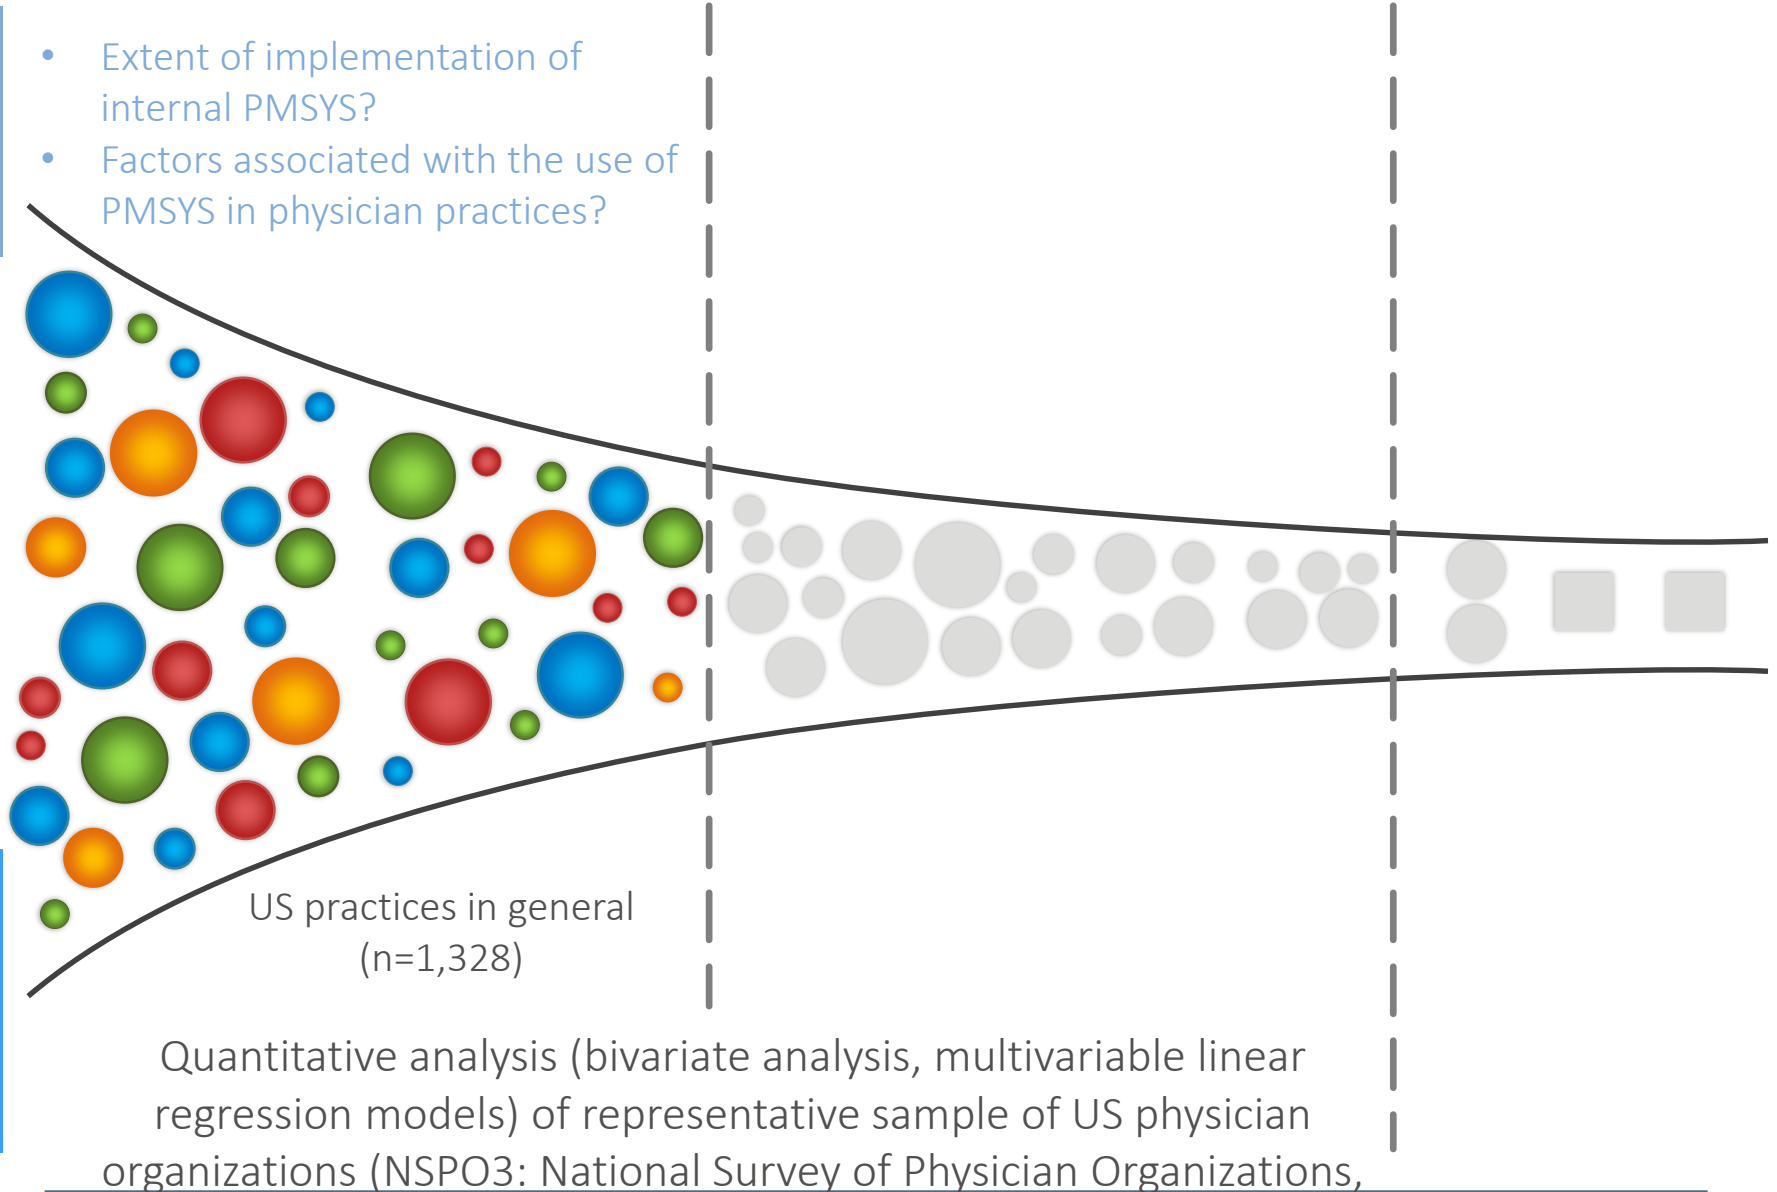 • Extent of implementation of
internal PMSYS?
• Factors associated with the use of
PMSYS in physician practices?
US practices in general
(n=1,328)
Quantitative analysis (bivariate analysis, multivariable linear
regression models) of representative sample of US physician
organizations (NSPO3: National Survey of Physician Organizations,